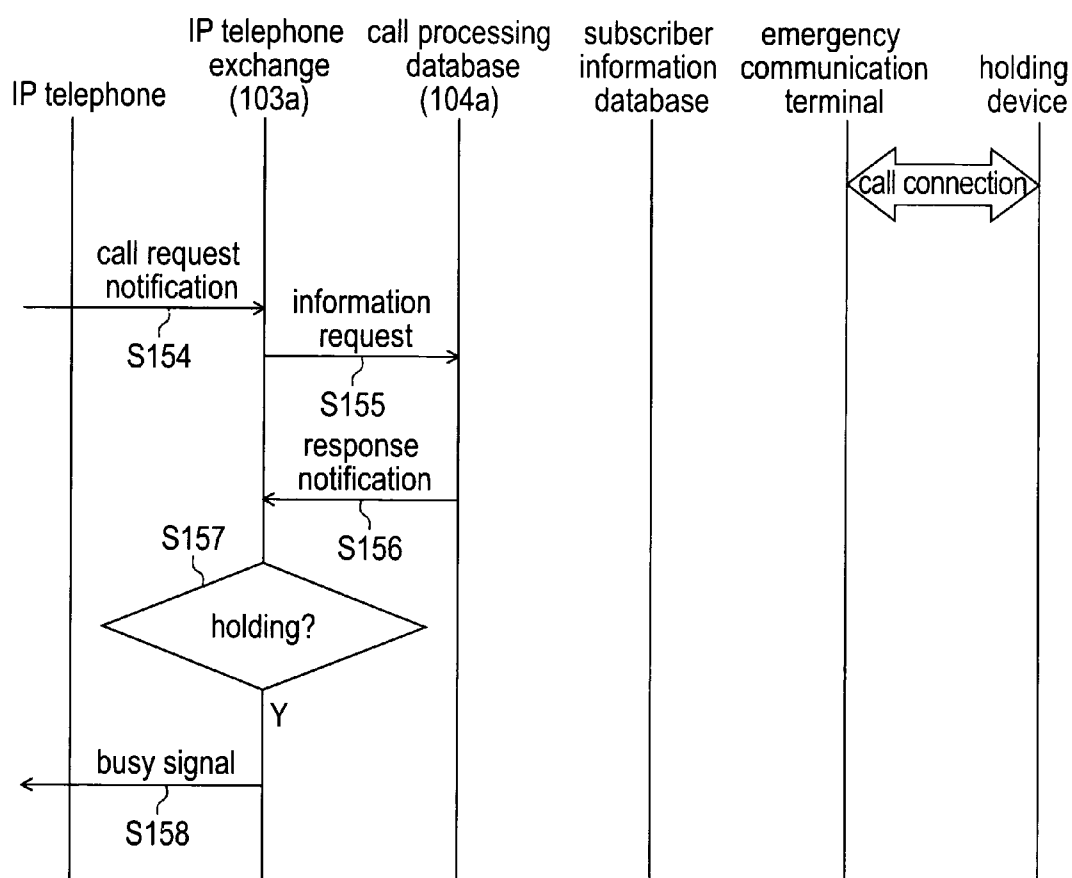 IP telephone
IP telephone
exchange
(103a)
call processing
database
(104a)
subscriber
information
database
emergency
communication
terminal
holding
device
call connection
call request
notification
S154
information
request
S155
response
notification
S156
S157
holding?
Y
busy signal
S158